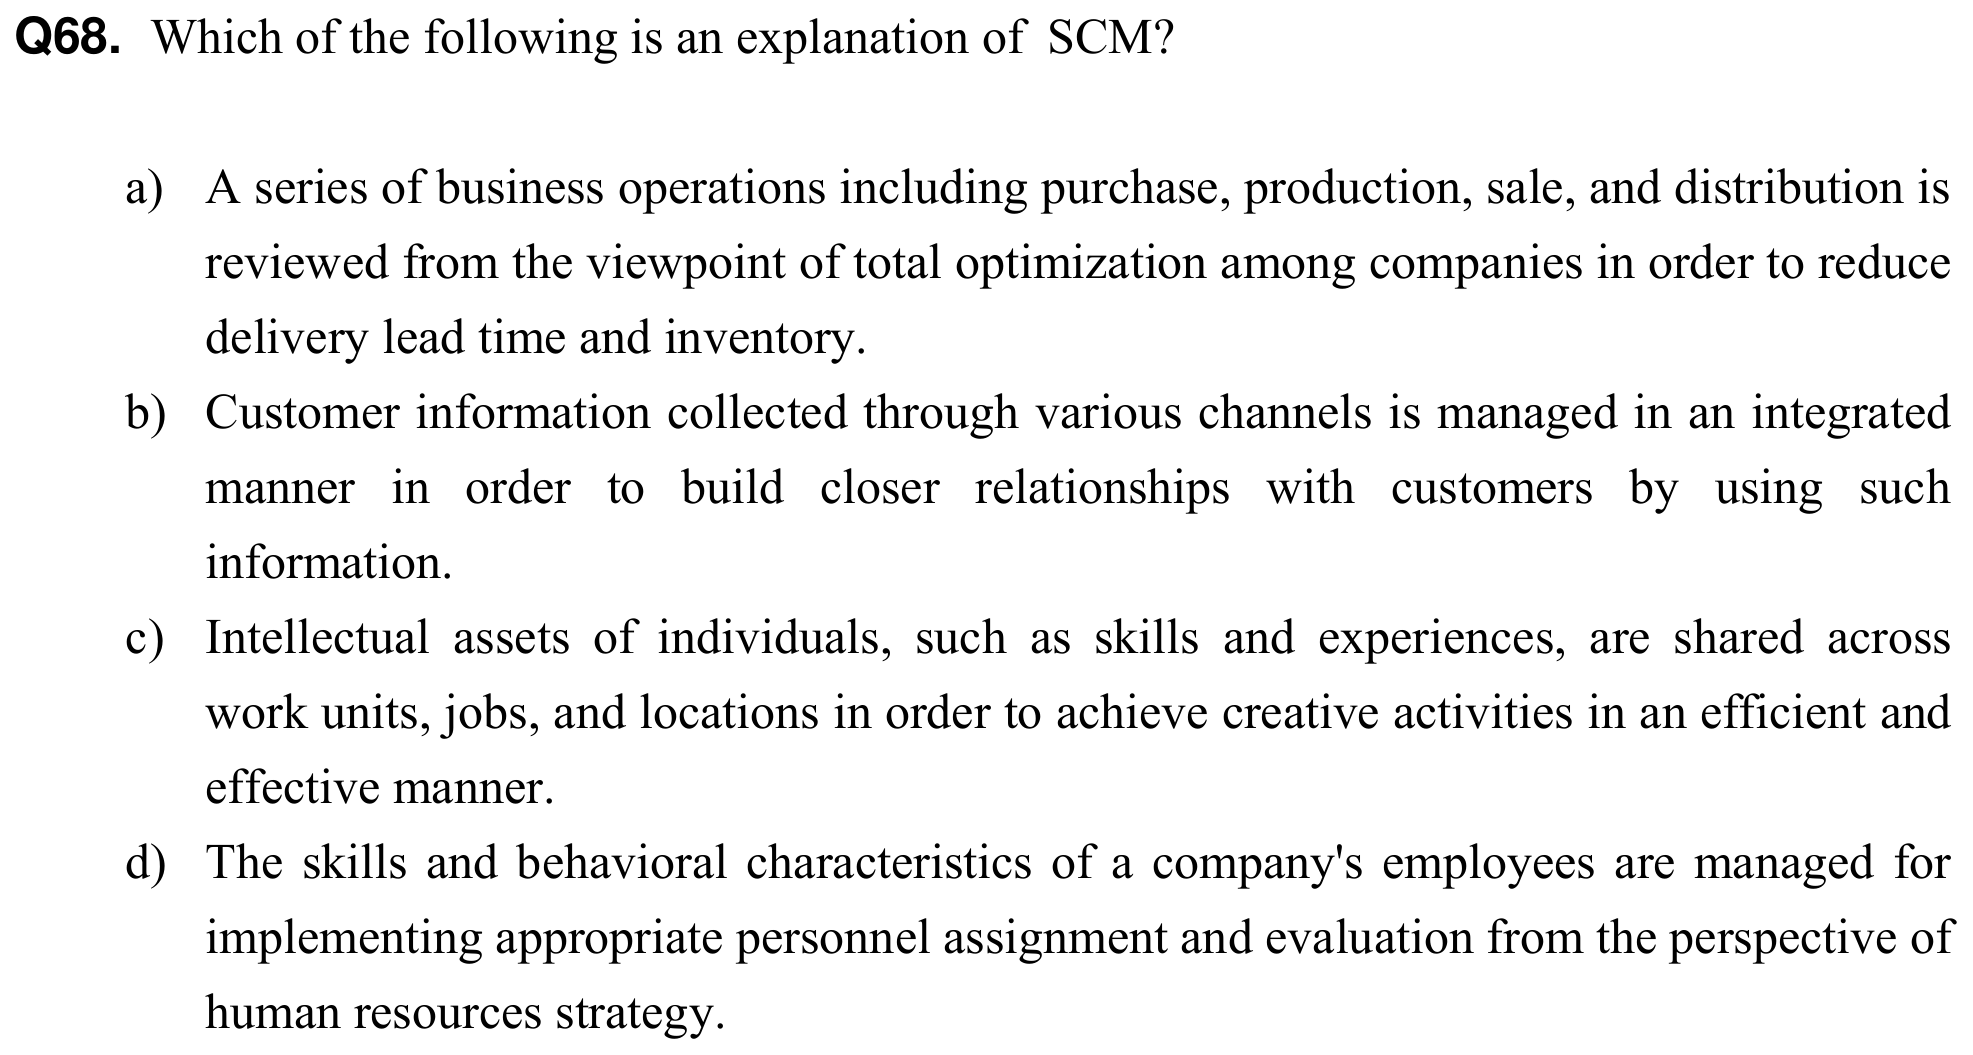 Q68. Which of the following is an explanation of SCM?
a) A series of business operations including purchase, production, sale, and distribution is
reviewed from the viewpoint of total optimization among companies in order to reduce
delivery lead time and inventory.
b) Customer information collected through various channels is managed in an integrated
manner in order to build closer relationships with customers by using such
information.
c) Intellectual assets of individuals, such as skills and experiences, are shared across
work units, jobs, and locations in order to achieve creative activities in an efficient and
effective manner.
d) The skills and behavioral characteristics of a company's employees are managed for
implementing appropriate personnel assignment and evaluation from the perspective of
human resources strategy.